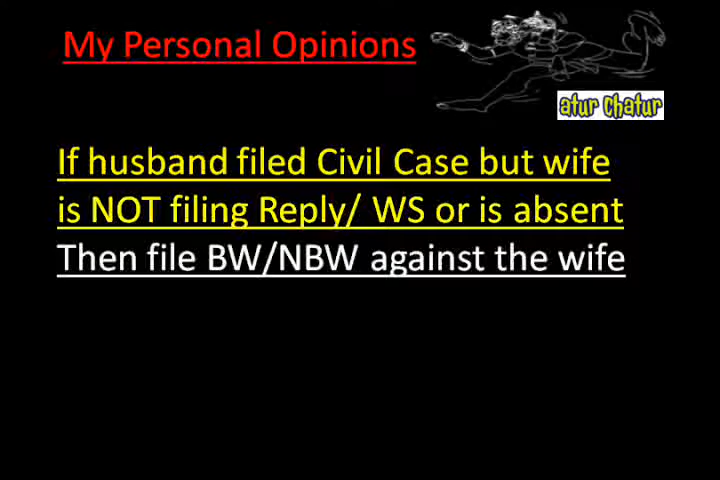 My Personal Opinions
atur chatur
If husband filed Civil Case but wife
is NOT filing Reply/ WS or is absent
Then file BW/NBW against the wife